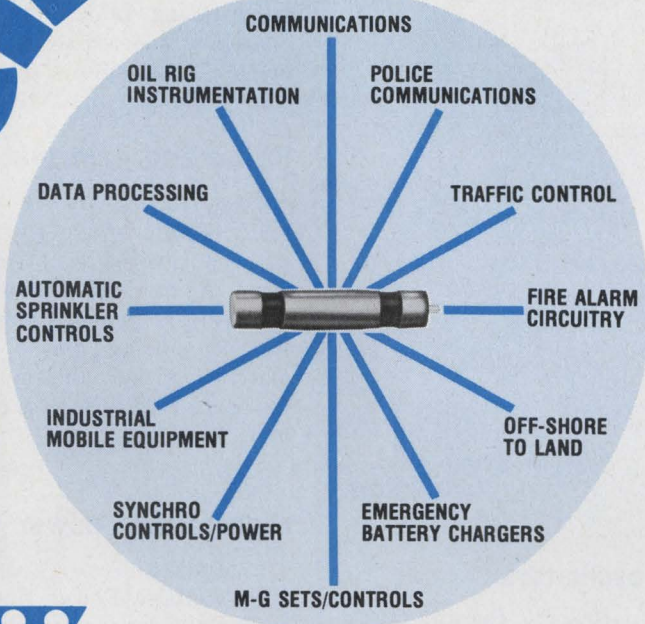 COMMUNICATIONS
OIL RIG
INSTRUMENTATION
POLICE
COMMUNICATIONS
DATA PROCESSING
TRAFFIC CONTROL
AUTOMATIC
SPRINKLER
CONTROLS
FIRE ALARM
CIRCUITRY
INDUSTRIAL
MOBILE EQUIPMENT
OFF-SHORE
TO LAND
SYNCHRO
CONTROLS/POWER
EMERGENCY
BATTERY CHARGERS
M-G SETS/CONTROLS